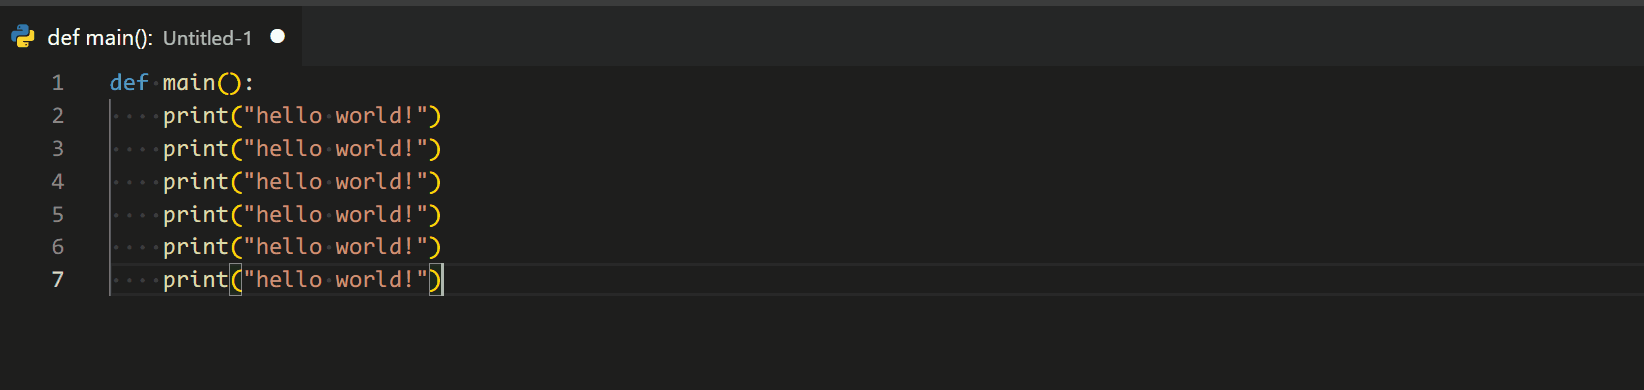 def main(): Untitled-1
1 def main():
2     print("hello world!")
3     print("hello world!")
4     print("hello world!")
5     print("hello world!")
6     print("hello world!")
7     print("hello world!")